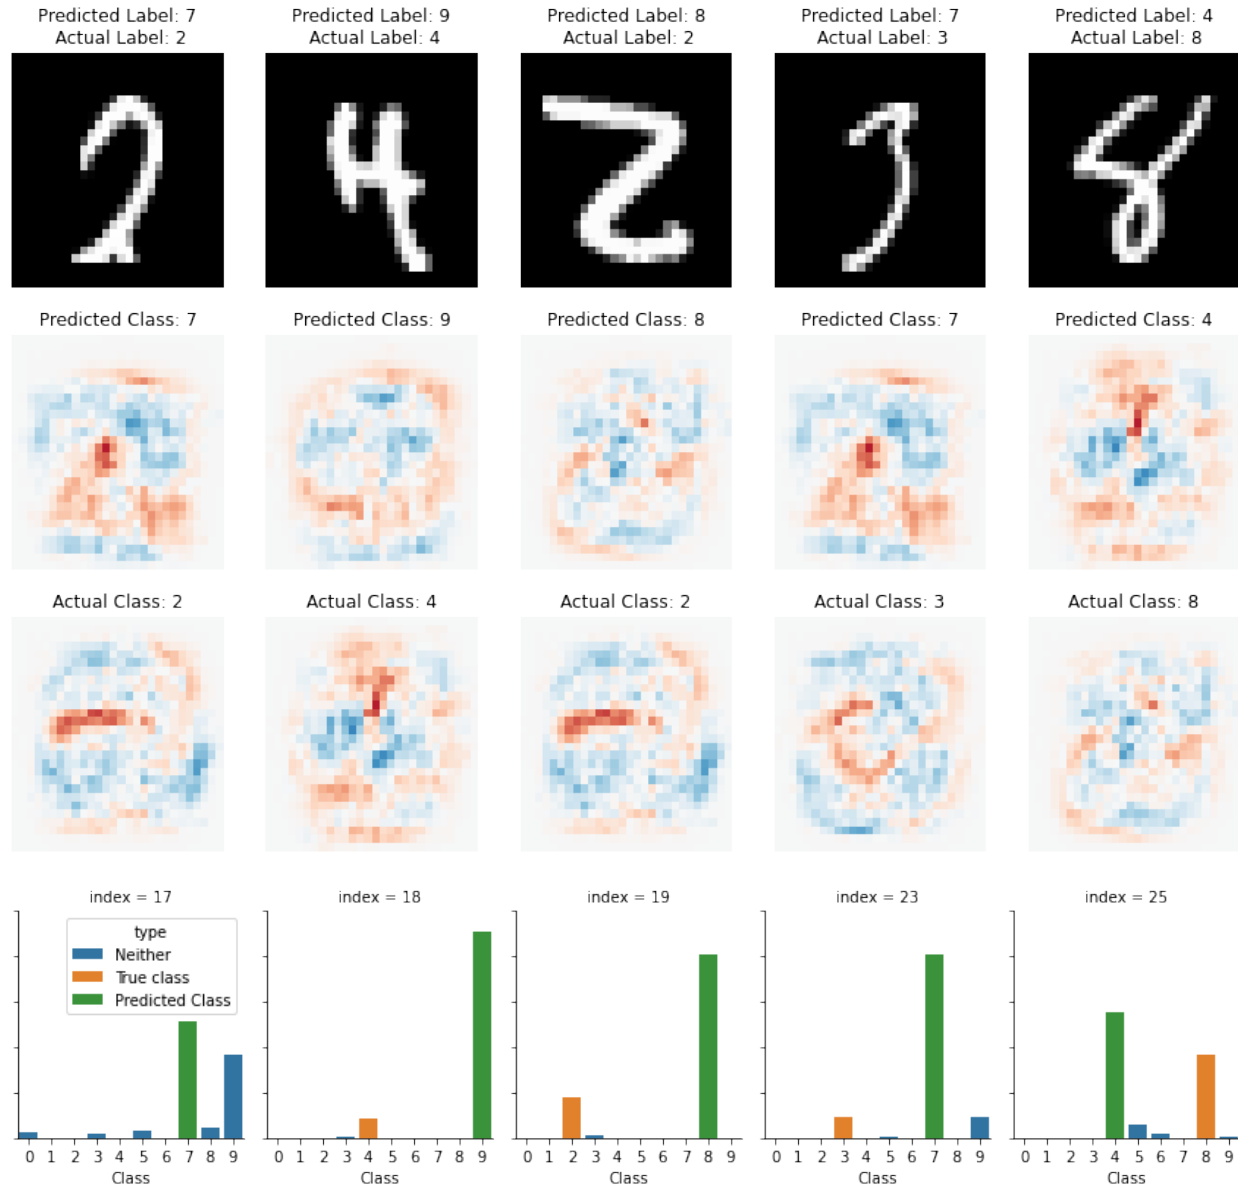 Predicted Label: 7
Actual Label: 2
Predicted Label: 9
Actual Label: 4
Predicted Label: 8
Actual Label: 2
Predicted Label: 7
Actual Label: 3
Predicted Label: 4
Actual Label: 8
2
4
2
3
8
Predicted Class: 7
Predicted Class: 9
Predicted Class: 8
Predicted Class: 7
Predicted Class: 4
Actual Class: 2
Actual Class: 4
Actual Class: 2
Actual Class: 3
Actual Class: 8
index = 17
type
Neither
True class
Predicted Class
0 1 2 3 4 5 6 7 8 9
Class
index = 18
0 1 2 3 4 5 6 7 8 9
Class
index = 19
0 1 2 3 4 5 6 7 8 9
Class
index = 23
0 1 2 3 4 5 6 7 8 9
Class
index = 25
0 1 2 3 4 5 6 7 8 9
Class